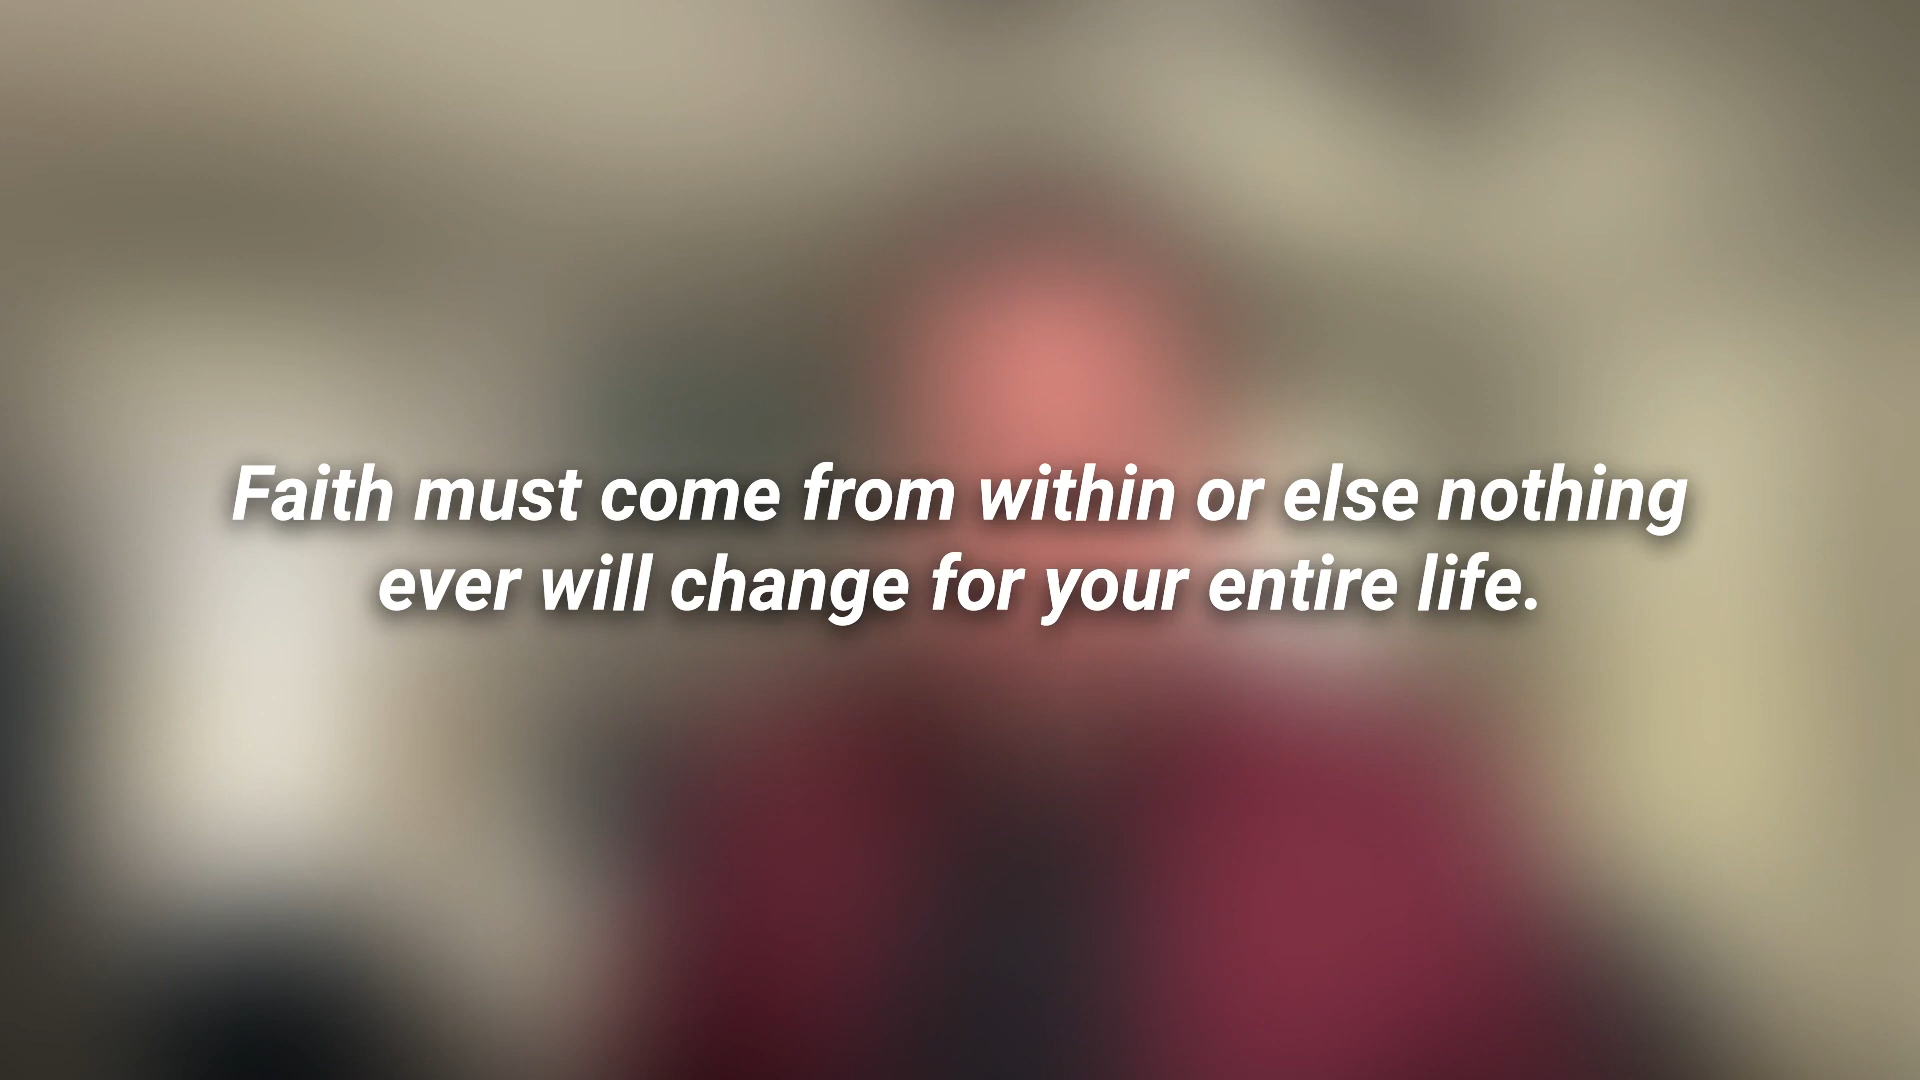 Faith must come from within or else nothing
ever will change for your entire life.